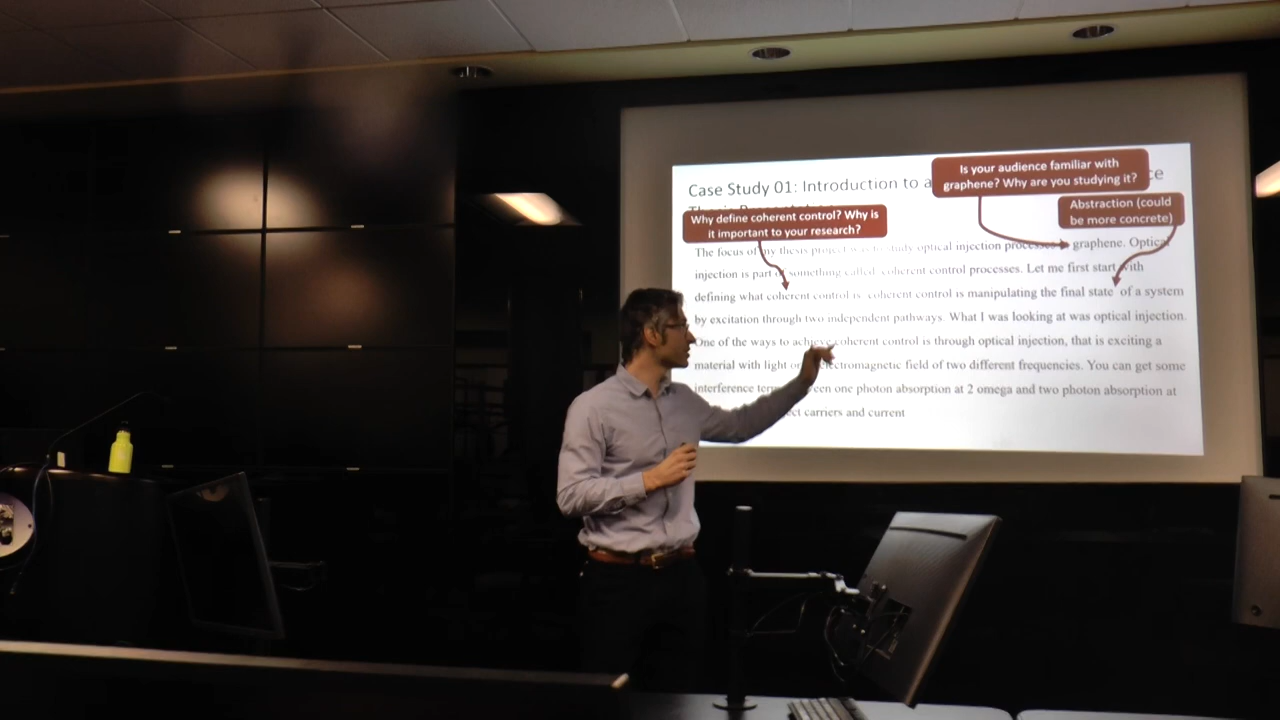 Case Study 01: Introduction to a
Is your audience familiar with
graphene? Why are you studying it?
Abstraction (could
be more concrete)
Why define coherent control? Why is
it important to your research?
The focus of my thesis project was to study optical injection processes graphene. Optical
injection is part of something called coherent control processes. Let me first start with
defining what coherent control is coherent control is manipulating the final state of a system
by excitation through two independent pathways. What I was looking at was optical injection.
One of the ways to achieve coherent control is through optical injection, that is exciting a
material with light or electromagnetic field of two different frequencies. You can get some
interference one photon absorption at 2 omega and two photon absorption at
carriers and current